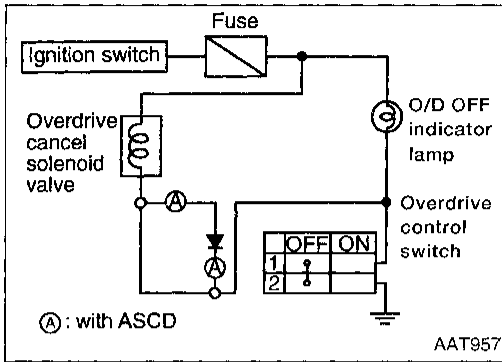 Fuse
Ignition switch
Overdrive
cancel
solenoid
valve
O/D OFF
indicator
lamp
A
A
Overdrive
control
switch
OFF ON
1
2
A : with ASCD
AAT957